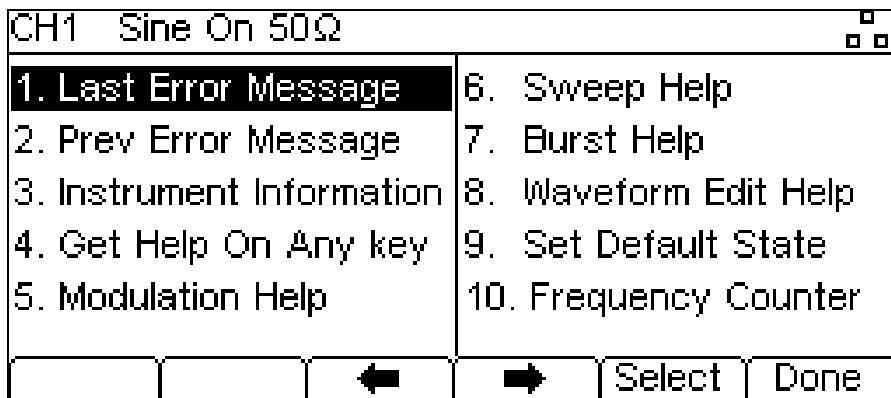 CH1 Sine On 50Ω
1. Last Error Message
2. Prev Error Message
3. Instrument Information
4. Get Help On Any key
5. Modulation Help
6. Sweep Help
7. Burst Help
8. Waveform Edit Help
9. Set Default State
10. Frequency Counter
Select Done